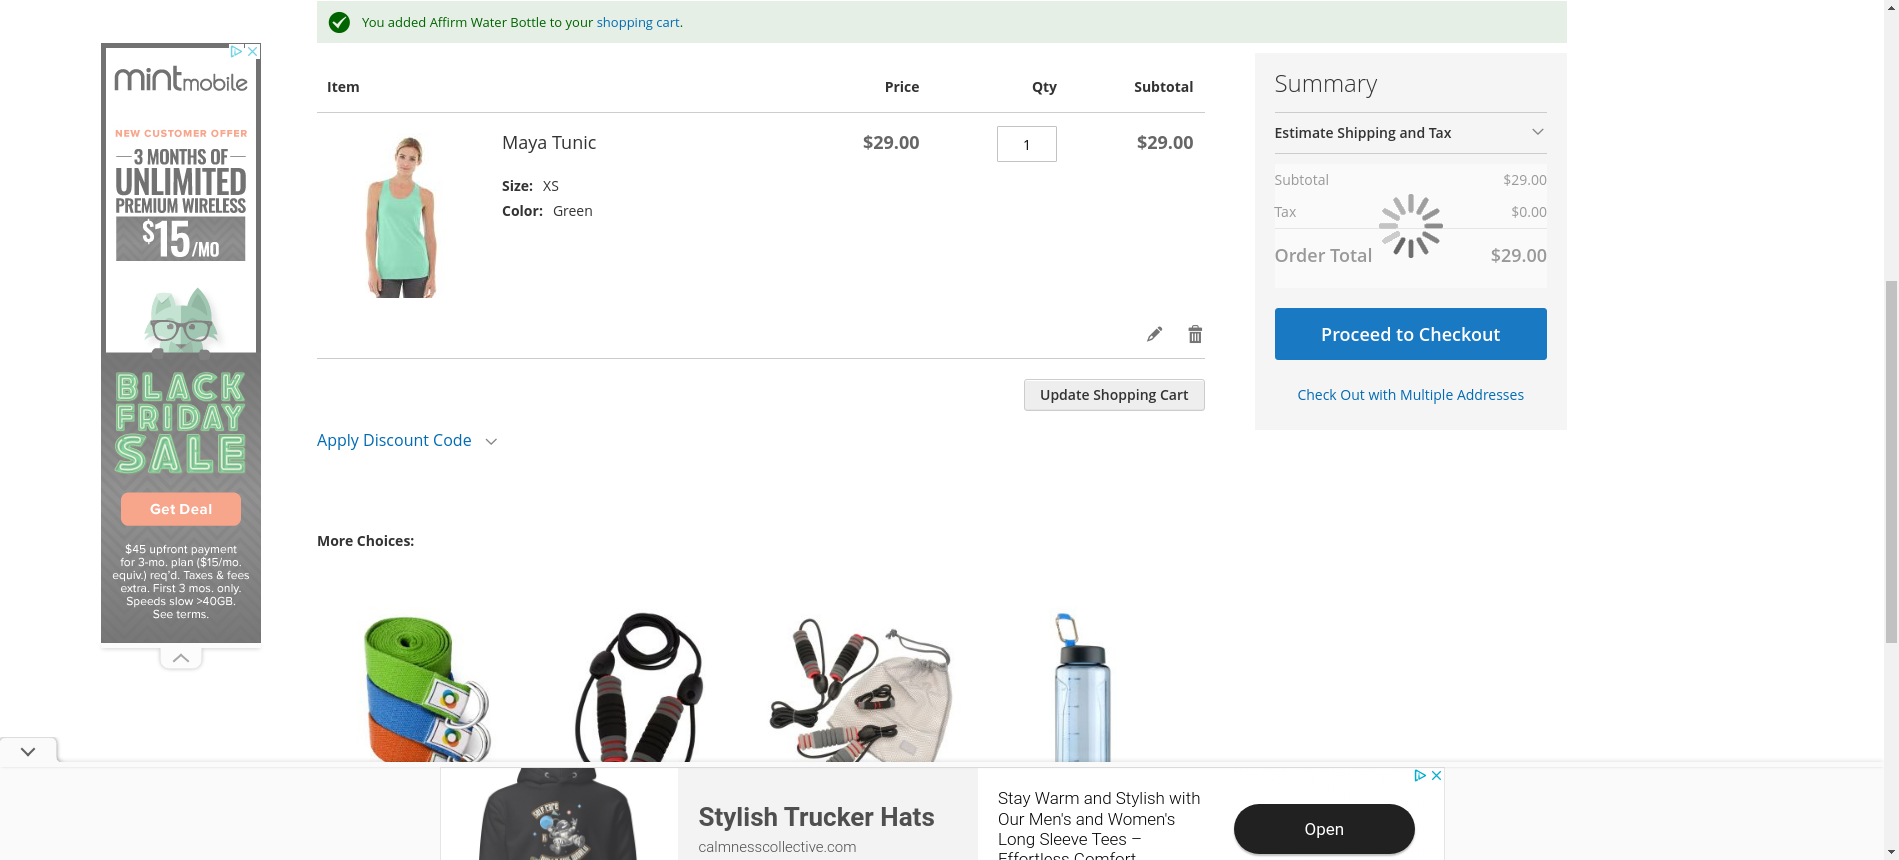 You added Affirm Water Bottle to your shopping cart.
mintmobile
NEW CUSTOMER OFFER
3 MONTHS OF
UNLIMITED
PREMIUM WIRELESS
$15/MO
BLACK
FRIDAY
SALE
Get Deal
$45 upfront payment
for 3-mo. plan ($15/mo.
equiv.) req'd. Taxes & fees
extra. First 3 mos. only.
Speeds slow >40GB.
See terms.
Item Price Qty Subtotal
Maya Tunic $29.00 1 $29.00
Size: XS
Color: Green
Update Shopping Cart
Apply Discount Code
Summary
Estimate Shipping and Tax
Subtotal $29.00
Tax $0.00
Order Total $29.00
Proceed to Checkout
Check Out with Multiple Addresses
More Choices:
Stylish Trucker Hats
calmnesscollective.com
Stay Warm and Stylish with
Our Men's and Women's
Long Sleeve Tees –
Effortless Comfort
Open